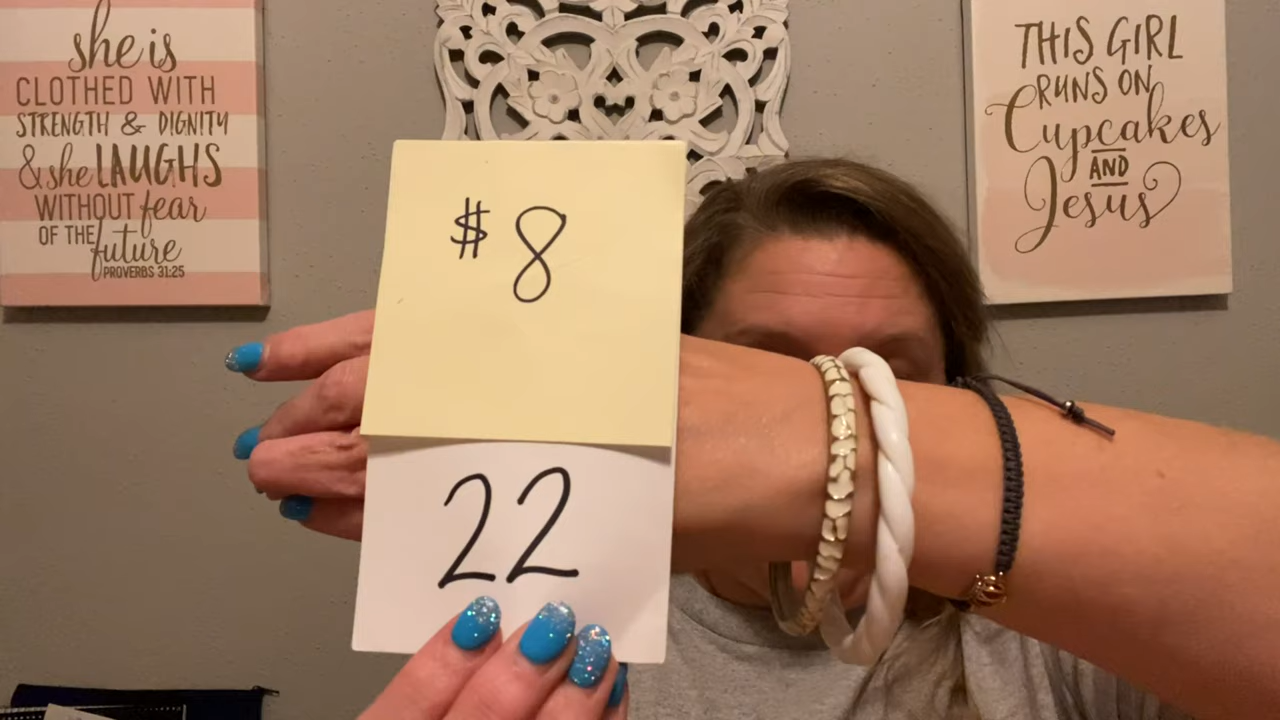 she is
CLOTHED WITH
STRENGTH & DIGNITY
& she LAUGHS
WITHOUT fear
OF THE future
PROVERBS 31:25
$8
22
THIS GIRL
RUNS ON
Cupcakes
AND
Jesus